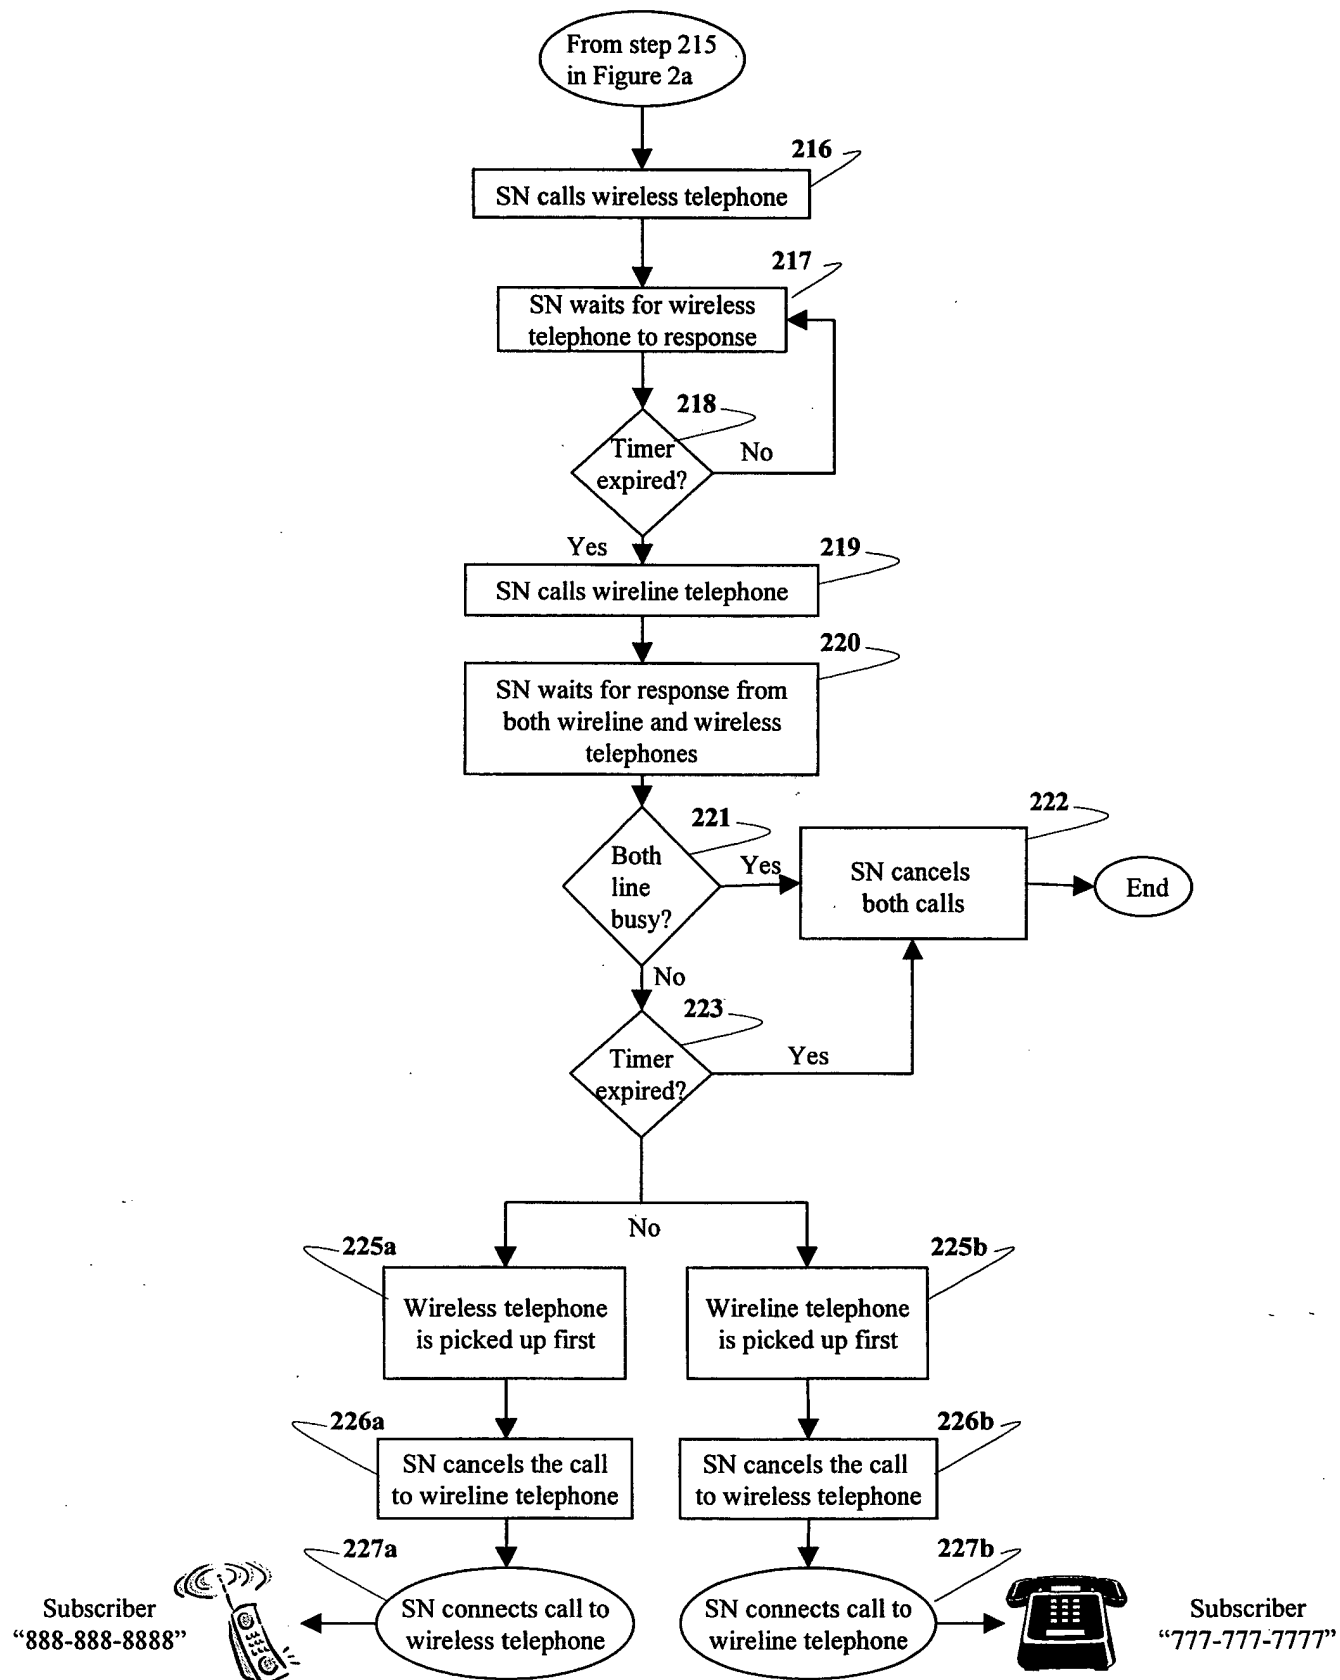 From step 215
in Figure 2a
216
SN calls wireless telephone
217
SN waits for wireless
telephone to response
218
Timer
expired?
No
Yes
219
SN calls wireline telephone
220
SN waits for response from
both wireline and wireless
telephones
221
Both
line
busy?
Yes
222
SN cancels
both calls
End
No
223
Timer
expired?
Yes
No
225a
Wireless telephone
is picked up first
225b
Wireline telephone
is picked up first
226a
SN cancels the call
to wireline telephone
226b
SN cancels the call
to wireless telephone
227a
SN connects call to
wireless telephone
227b
SN connects call to
wireline telephone
Subscriber
“888-888-8888”
Subscriber
“777-777-7777”